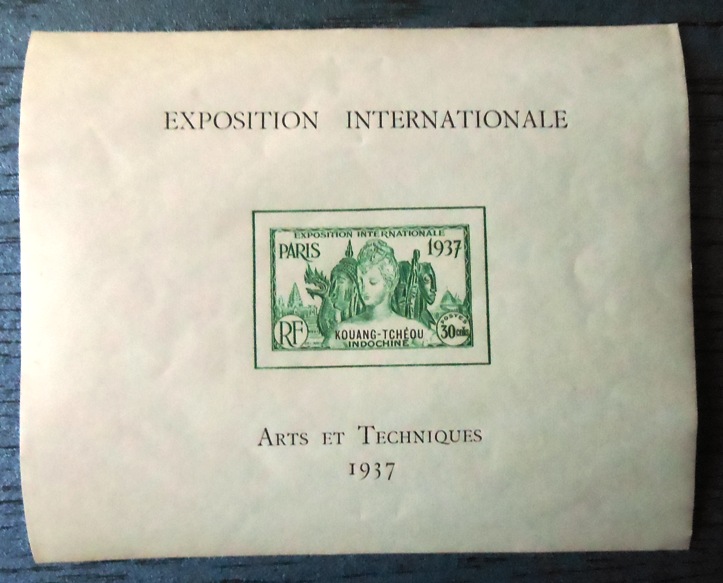 EXPOSITION INTERNATIONALE
EXPOSITION INTERNATIONALE
PARIS 1937
RF
KOUANG-TCHÉOU
INDOCHINE
POSTES
30 cents
ARTS ET TECHNIQUES
1937